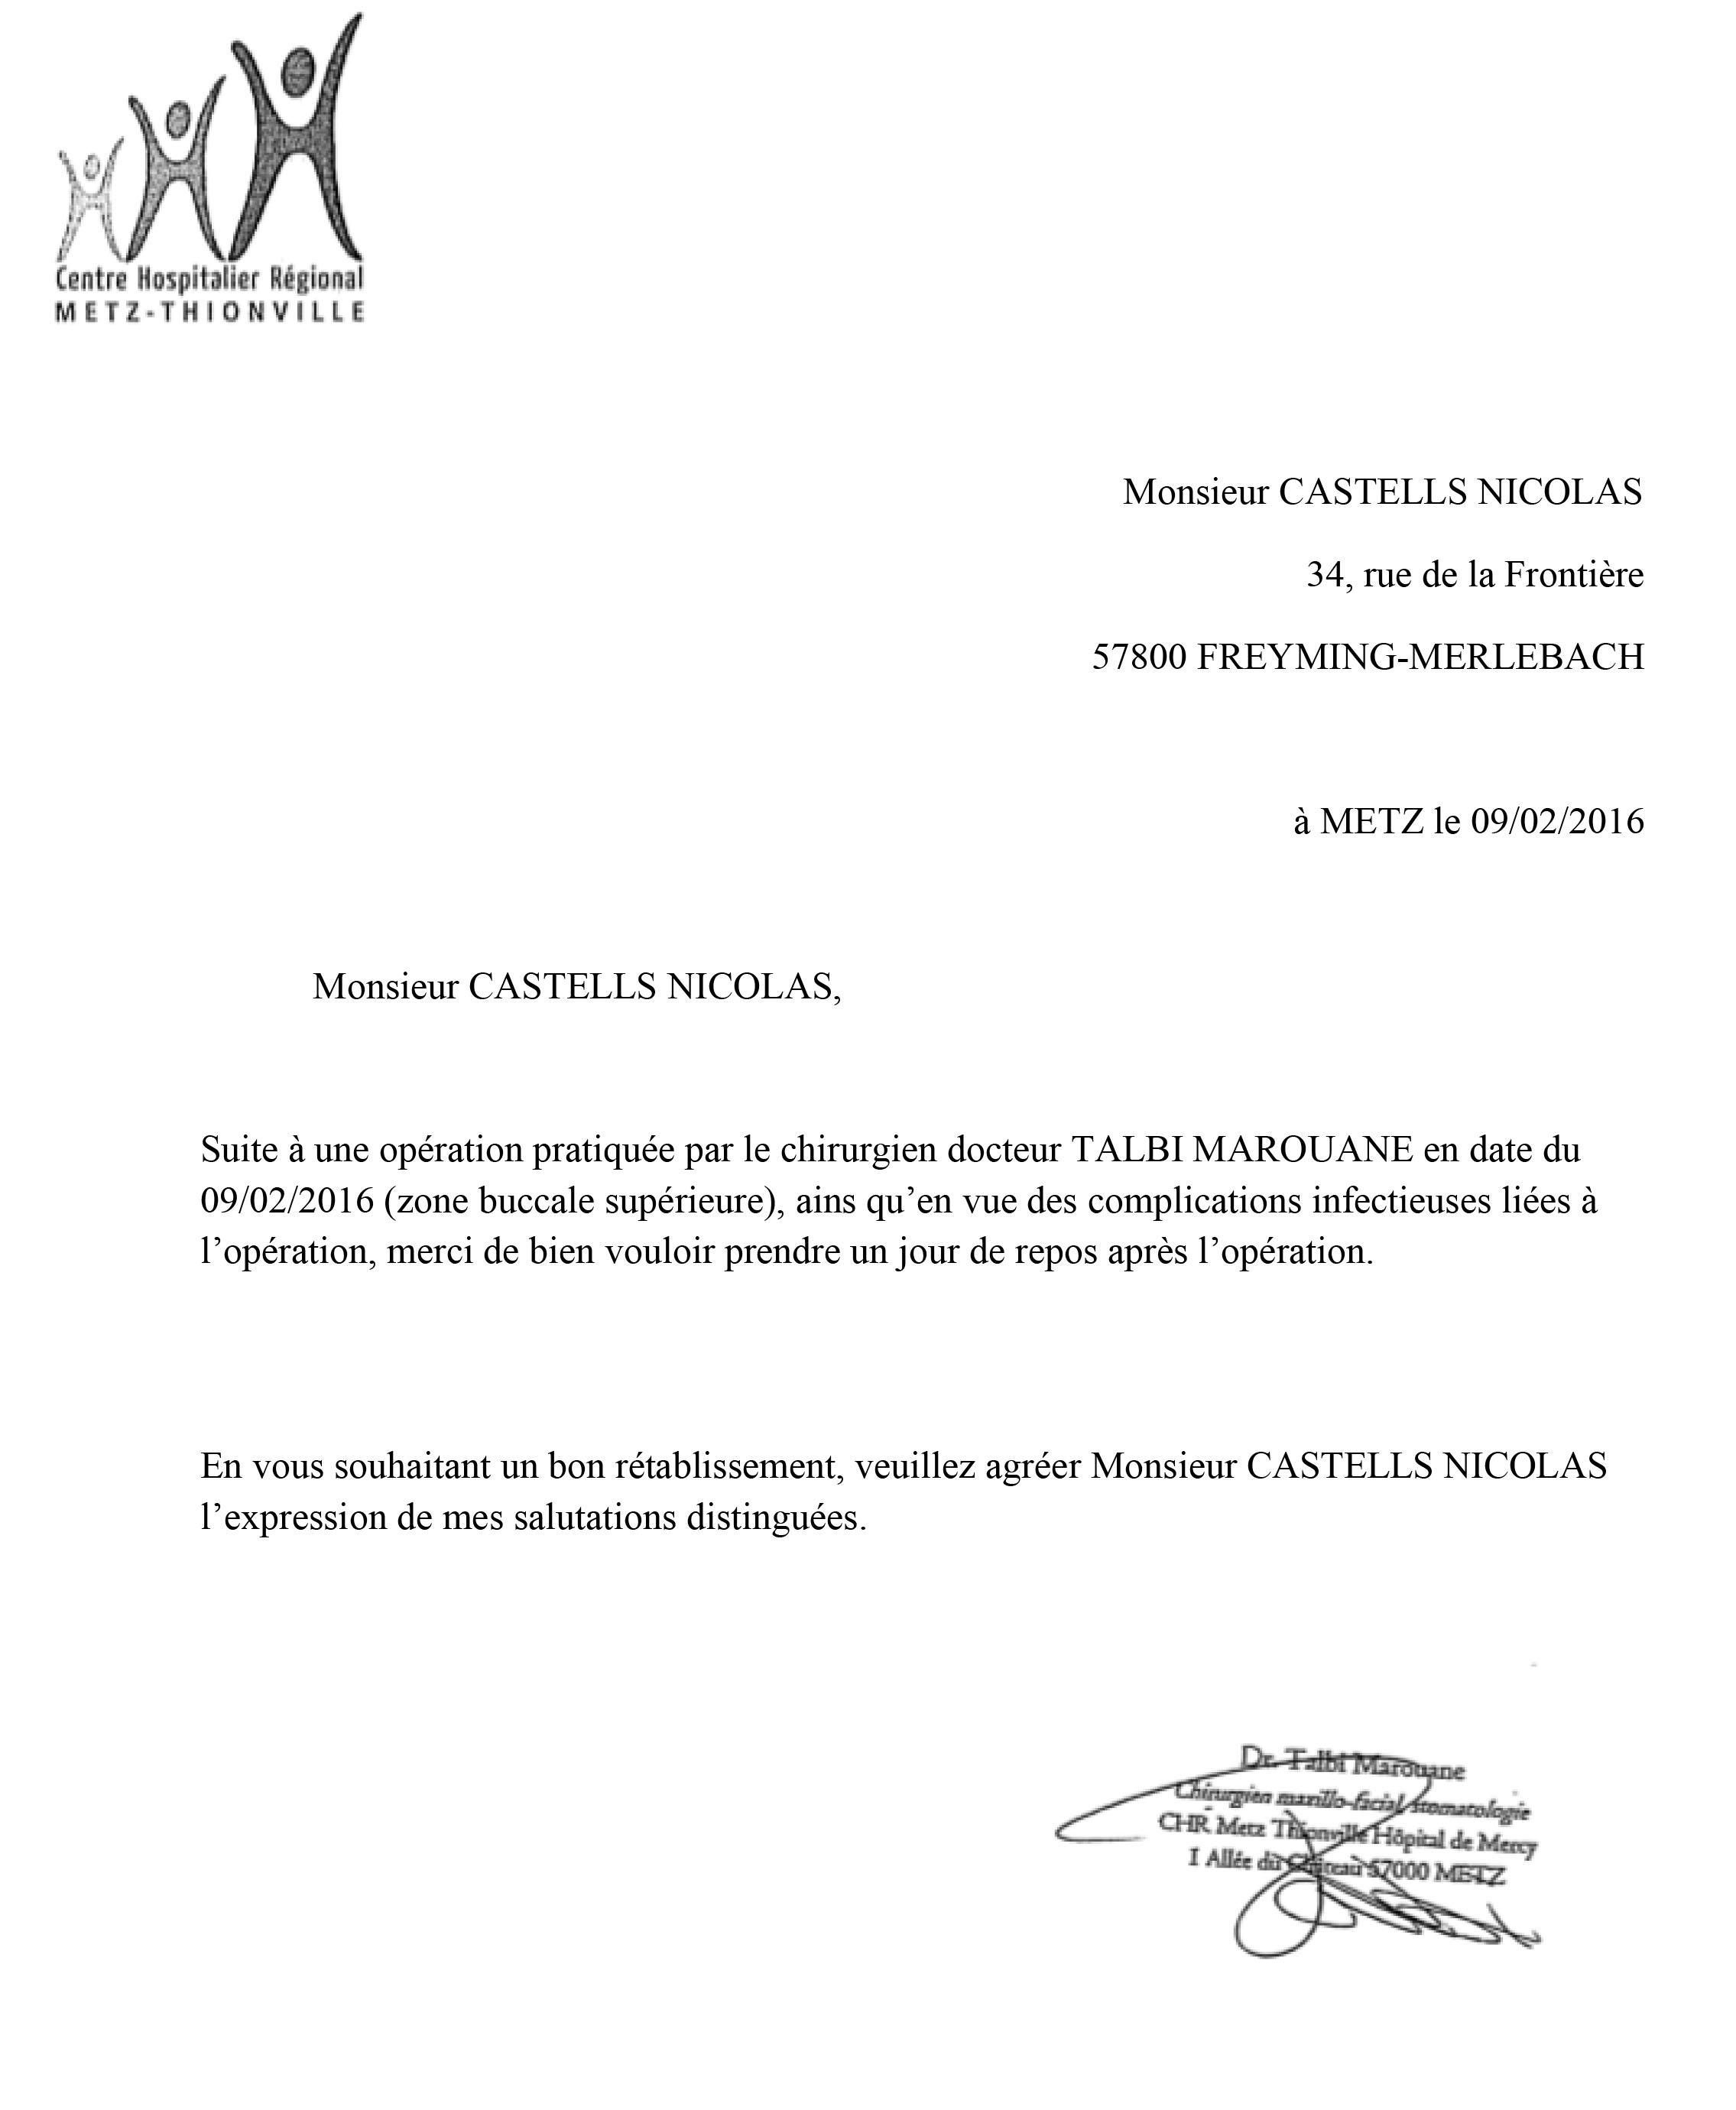 Centre Hospitalier Régional
METZ-THIONVILLE
Monsieur CASTELLS NICOLAS
34, rue de la Frontière
57800 FREYMING-MERLEBACH
à METZ le 09/02/2016
Monsieur CASTELLS NICOLAS,
Suite à une opération pratiquée par le chirurgien docteur TALBI MAROUANE en date du
09/02/2016 (zone buccale supérieure), ains qu’en vue des complications infectieuses liées à
l’opération, merci de bien vouloir prendre un jour de repos après l’opération.
En vous souhaitant un bon rétablissement, veuillez agréer Monsieur CASTELLS NICOLAS
l’expression de mes salutations distinguées.
Dr. Talbi Marouane
Chirurgien maxillo-facial stomatologie
CHR Metz Thionville Hôpital de Mercy
1 Allée du Château 57000 METZ